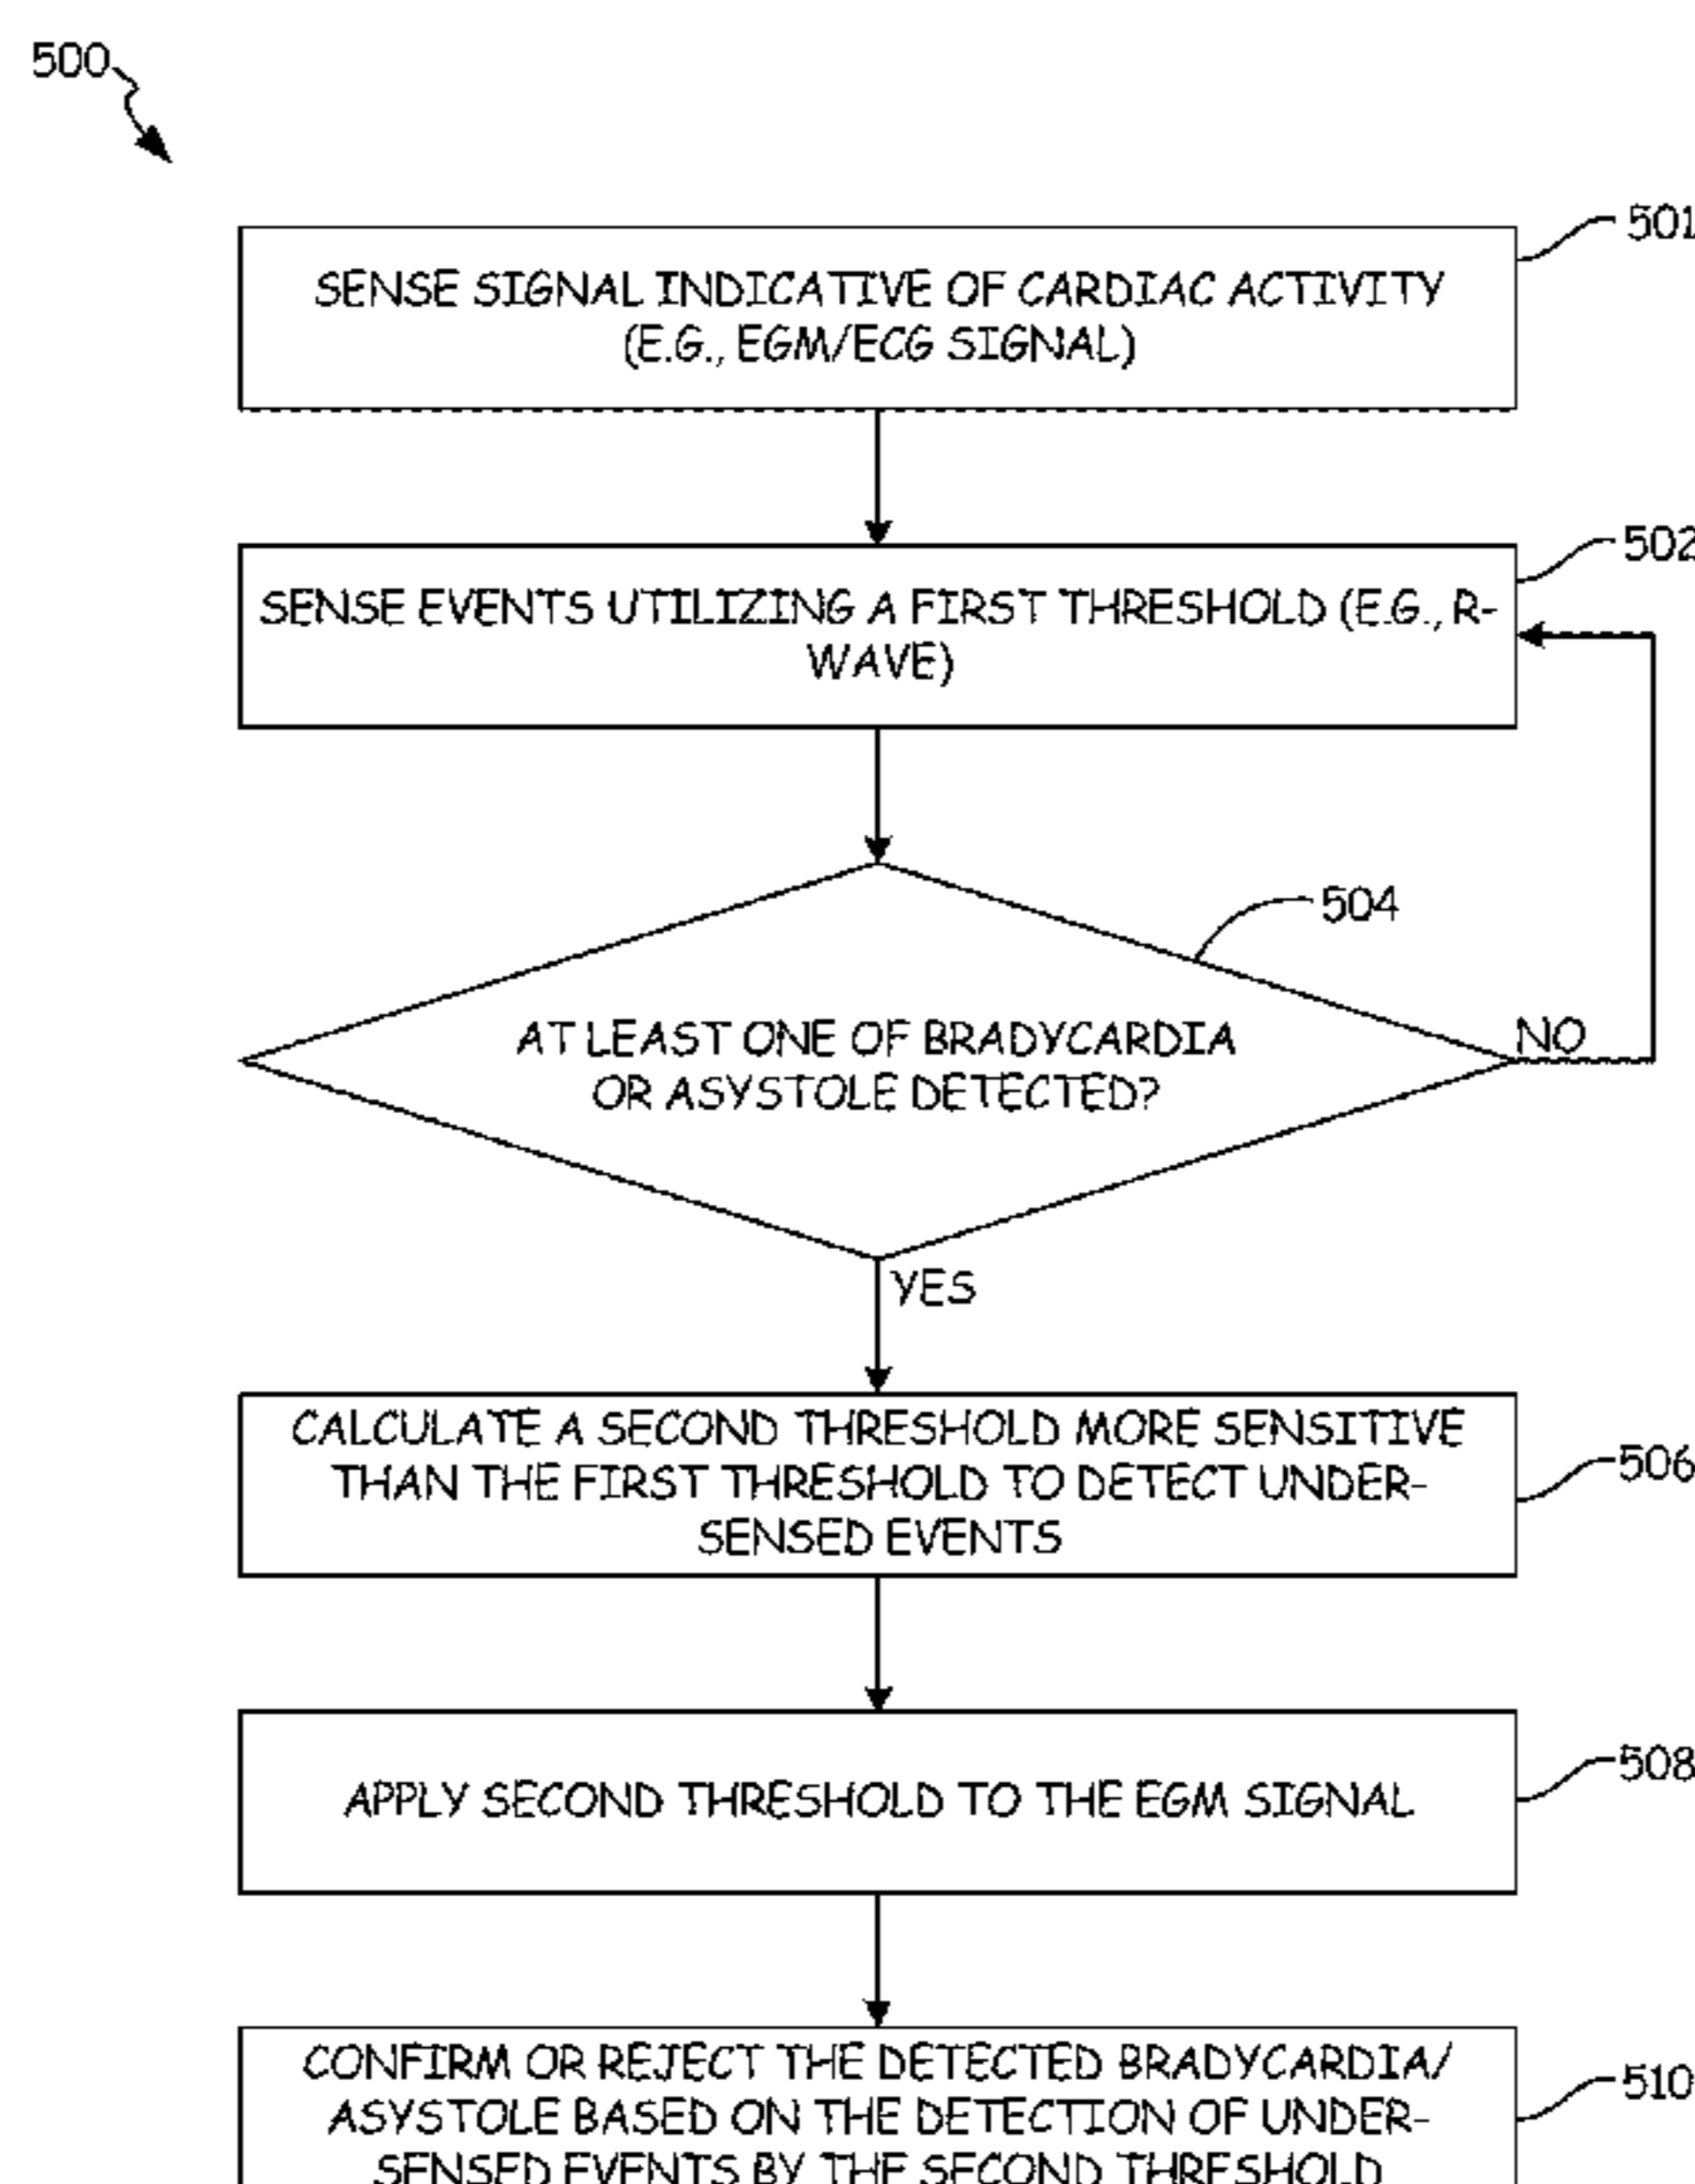 500
501
SENSE SIGNAL INDICATIVE OF CARDIAC ACTIVITY
(E.G., EGM/ECG SIGNAL)
502
SENSE EVENTS UTILIZING A FIRST THRESHOLD (E.G., R-
WAVE)
504
AT LEAST ONE OF BRADYCARDIA
OR ASYSTOLE DETECTED?
NO
YES
CALCULATE A SECOND THRESHOLD MORE SENSITIVE
THAN THE FIRST THRESHOLD TO DETECT UNDER-
SENSED EVENTS
506
APPLY SECOND THRESHOLD TO THE EGM SIGNAL
508
CONFIRM OR REJECT THE DETECTED BRADYCARDIA/
ASYSTOLE BASED ON THE DETECTION OF UNDER-
SENSED EVENTS BY THE SECOND THRESHOLD
510